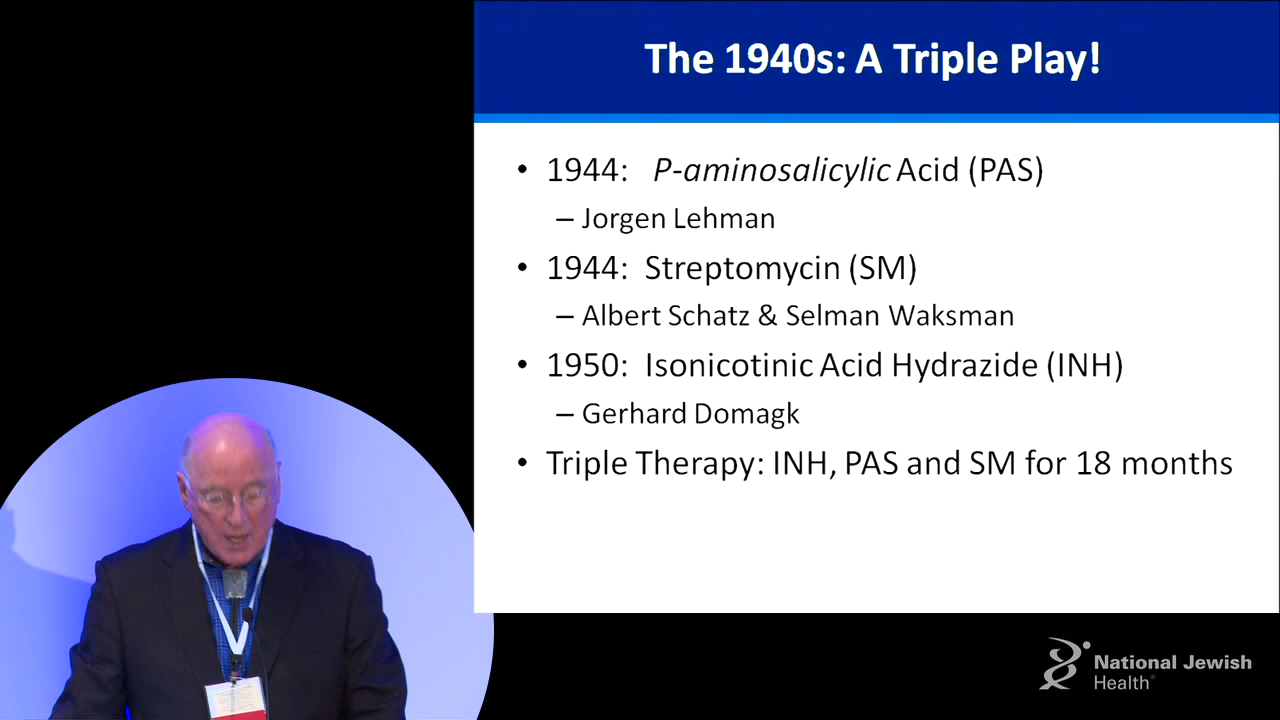 The 1940s: A Triple Play!
• 1944: P-aminosalicylic Acid (PAS)
– Jorgen Lehman
• 1944: Streptomycin (SM)
– Albert Schatz & Selman Waksman
• 1950: Isonicotinic Acid Hydrazide (INH)
– Gerhard Domagk
• Triple Therapy: INH, PAS and SM for 18 months
National Jewish
Health®